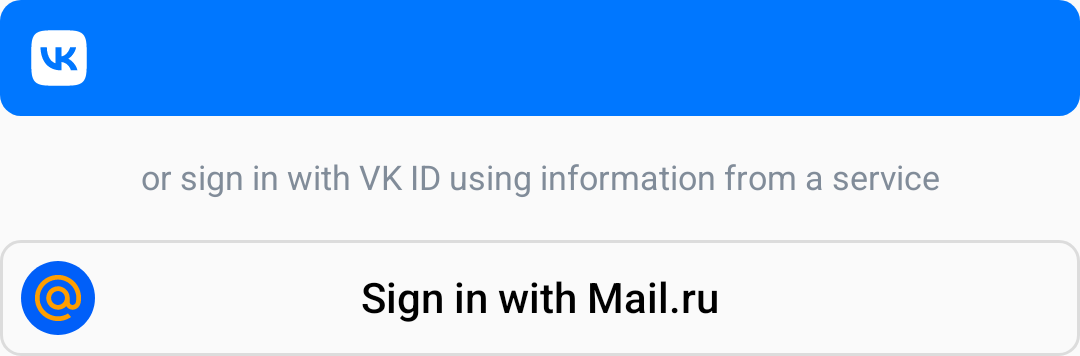 VK
or sign in with VK ID using information from a service
@
Sign in with Mail.ru